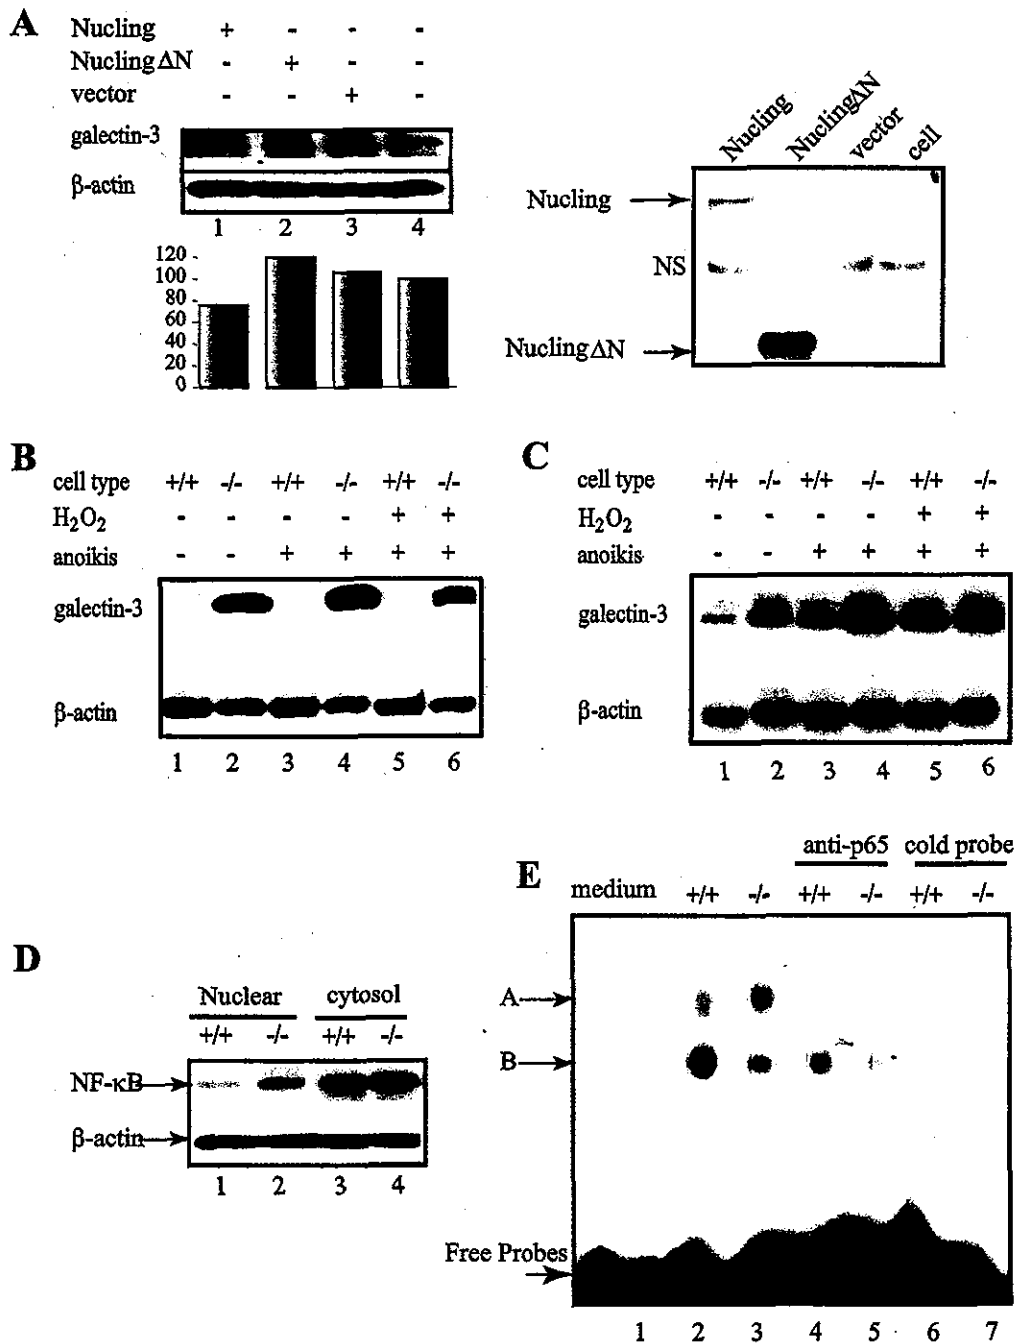 A
Nucling + - - -
NuclingΔN - + - -
vector - - + -
galectin-3
β-actin
1 2 3 4
120
100
80
60
40
20
0
Nucling NuclingΔN vector cell
Nucling
NS
NuclingΔN
B
cell type +/+ -/- +/+ -/- +/+ -/-
H₂O₂ - - - - + +
anoikis - - + + + +
galectin-3
β-actin
1 2 3 4 5 6
C
cell type +/+ -/- +/+ -/- +/+ -/-
H₂O₂ - - - - + +
anoikis - - + + + +
galectin-3
β-actin
1 2 3 4 5 6
D
Nuclear cytosol
+/+ -/- +/+ -/-
NF-κB
β-actin
1 2 3 4
E
anti-p65 cold probe
medium +/+ -/- +/+ -/- +/+ -/-
A
B
Free Probes
1 2 3 4 5 6 7